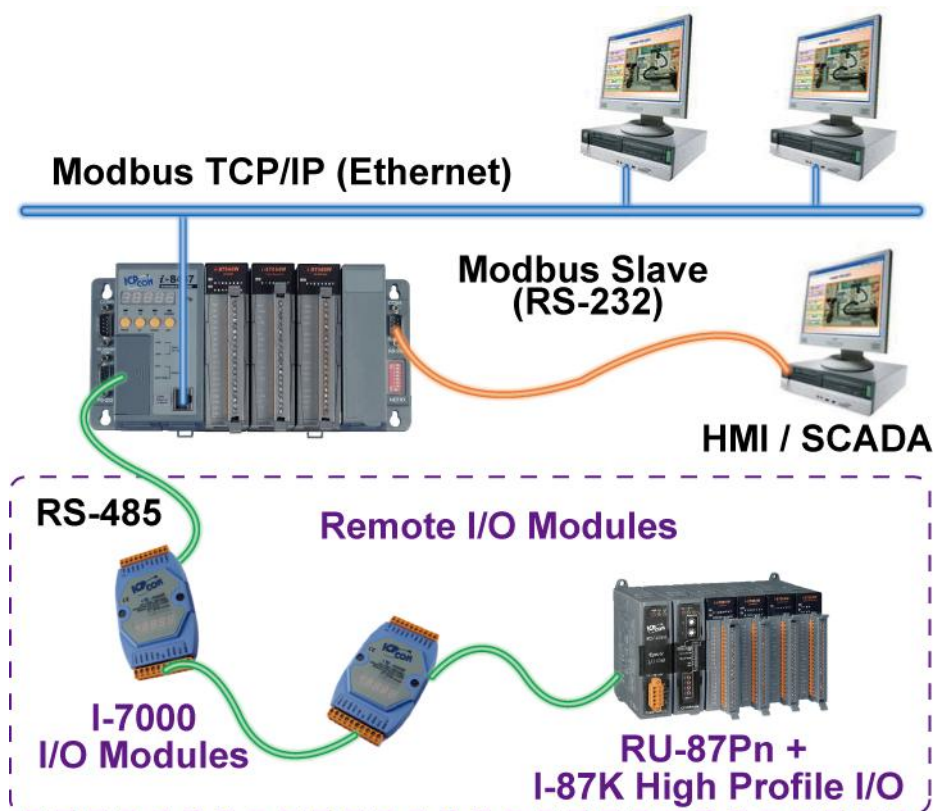 Modbus TCP/IP (Ethernet)
Modbus Slave
(RS-232)
HMI / SCADA
RS-485
Remote I/O Modules
I-7000
I/O Modules
RU-87Pn +
I-87K High Profile I/O